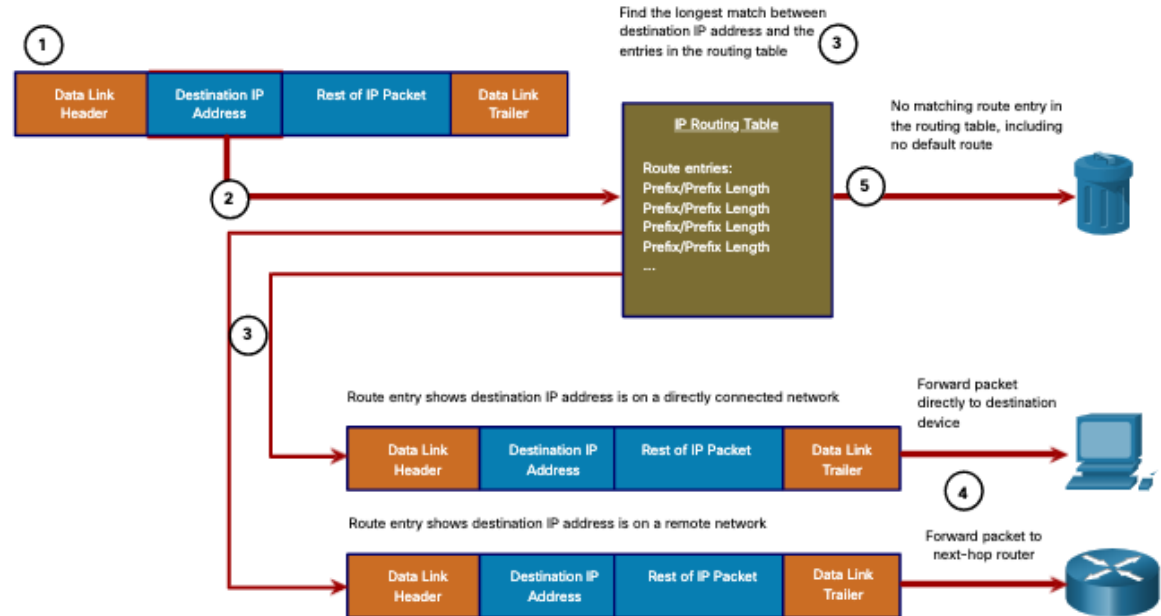 Find the longest match between
destination IP address and the
entries in the routing table
3
1
Data Link
Header
Destination IP
Address
Rest of IP Packet
Data Link
Trailer
IP Routing Table
Route entries:
Prefix/Prefix Length
Prefix/Prefix Length
Prefix/Prefix Length
Prefix/Prefix Length
...
No matching route entry in
the routing table, including
no default route
5
2
3
Route entry shows destination IP address is on a directly connected network
Data Link
Header
Destination IP
Address
Rest of IP Packet
Data Link
Trailer
Forward packet
directly to destination
device
4
Route entry shows destination IP address is on a remote network
Data Link
Header
Destination IP
Address
Rest of IP Packet
Data Link
Trailer
Forward packet to
next-hop router